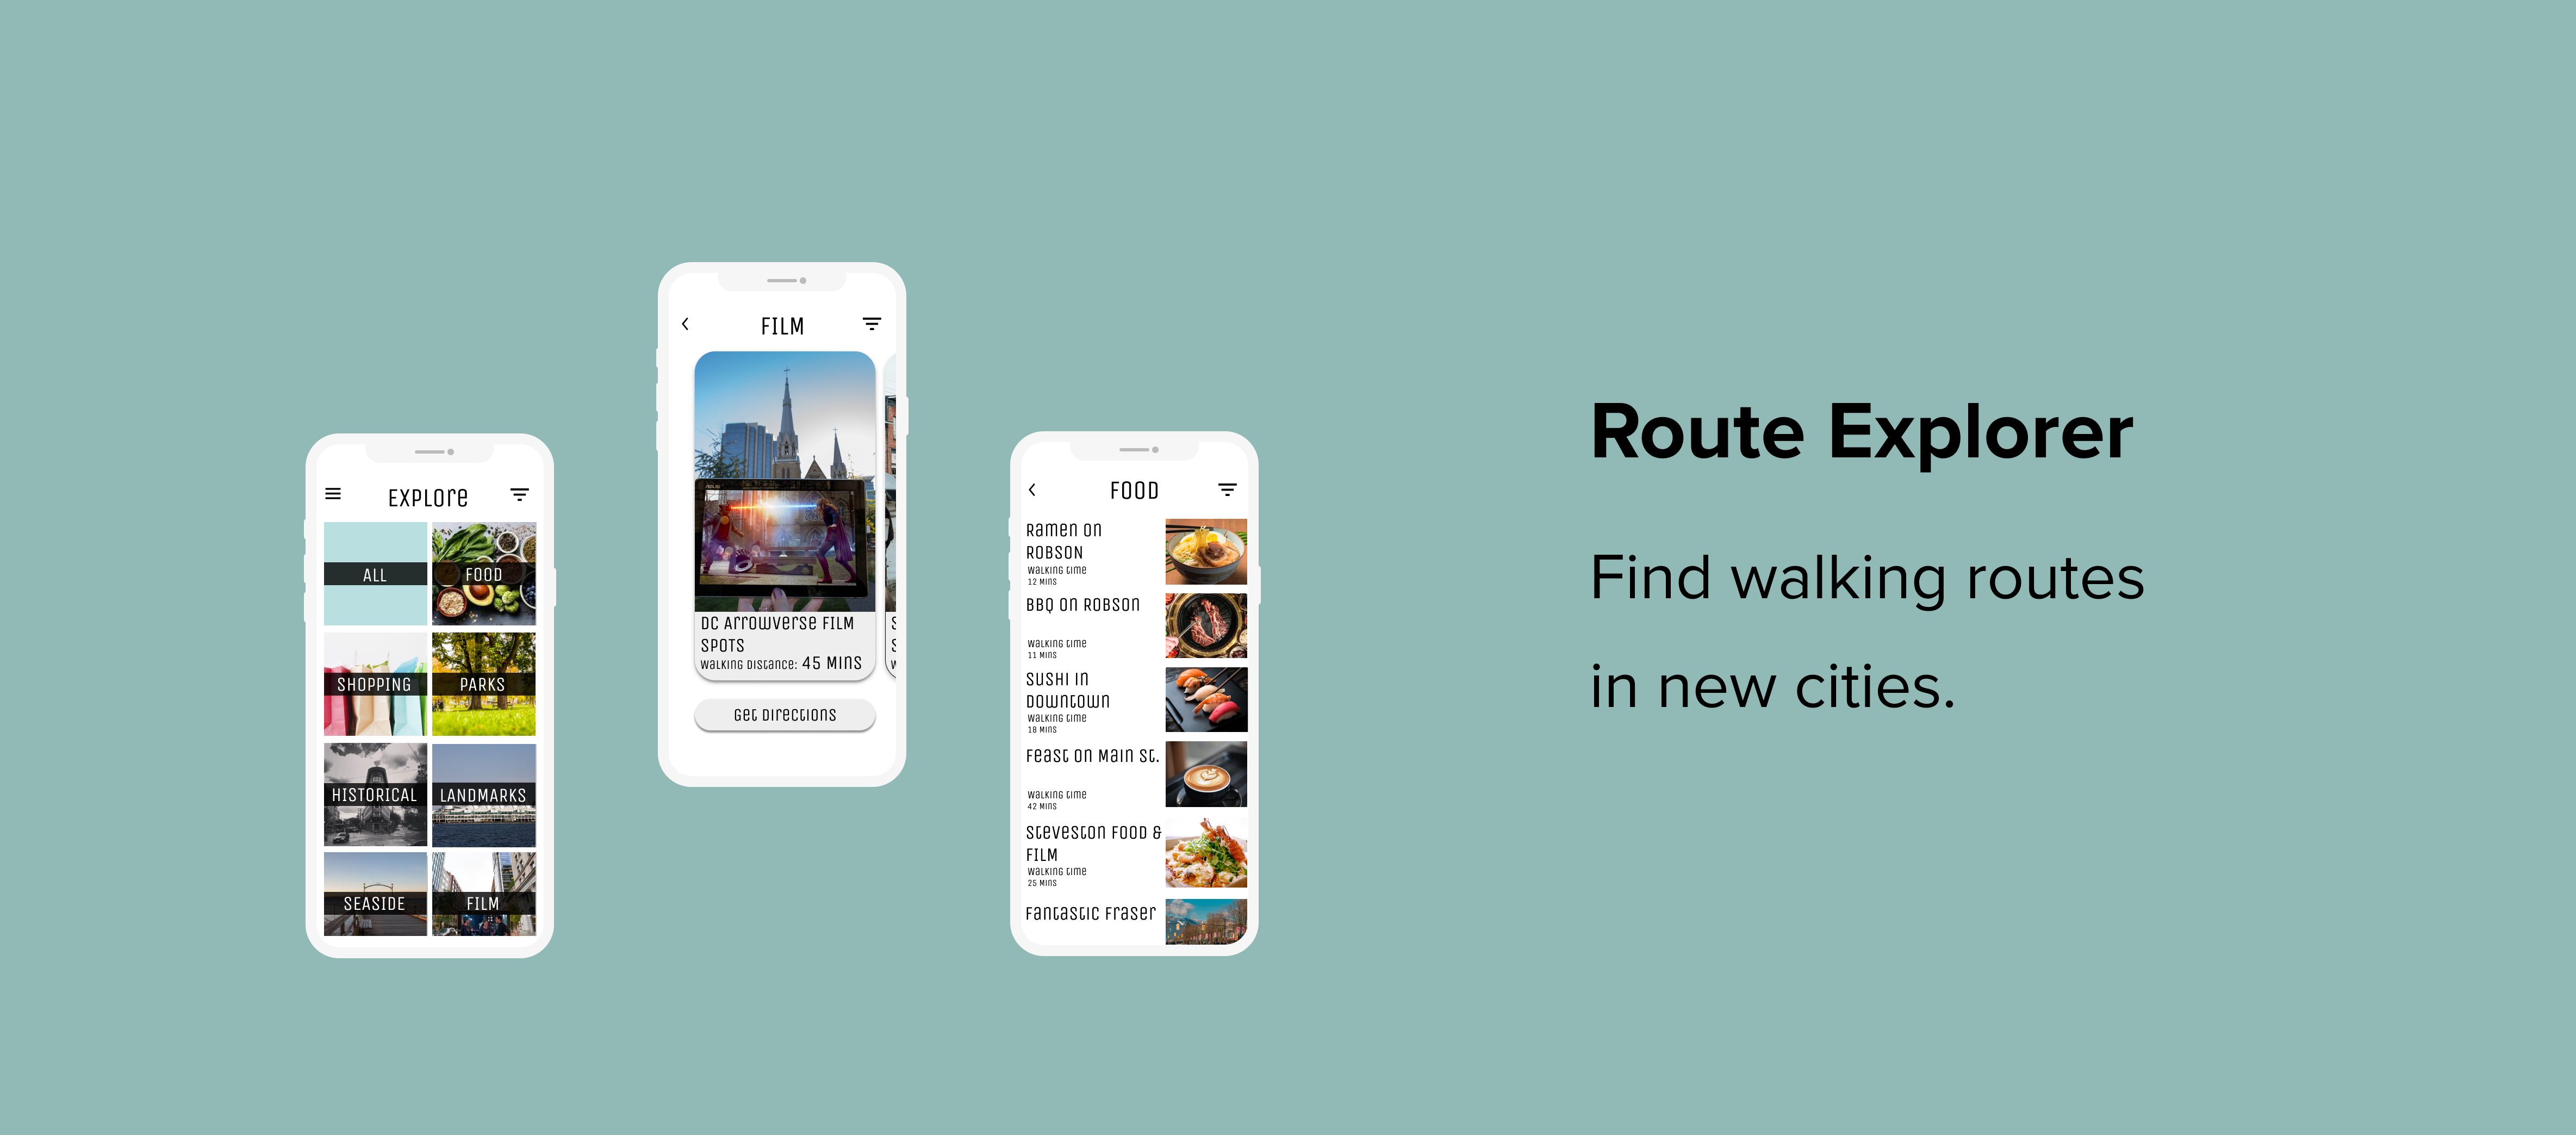 EXPLORE
ALL
FOOD
SHOPPING
PARKS
HISTORICAL
LANDMARKS
SEASIDE
FILM
FILM
DC Arrowverse FILM
SPOTS
WALKING DISTANCE: 45 MINS
GET DIRECTIONS
FOOD
Ramen on
ROBSON
WALKING TIME
12 MINS
BBQ on ROBSON
WALKING TIME
11 MINS
SUSHI IN
DOWNTOWN
WALKING TIME
18 MINS
Feast on Main St.
WALKING TIME
42 MINS
Steveston Food &
FILM
WALKING TIME
25 MINS
Fantastic Fraser
Route Explorer
Find walking routes
in new cities.